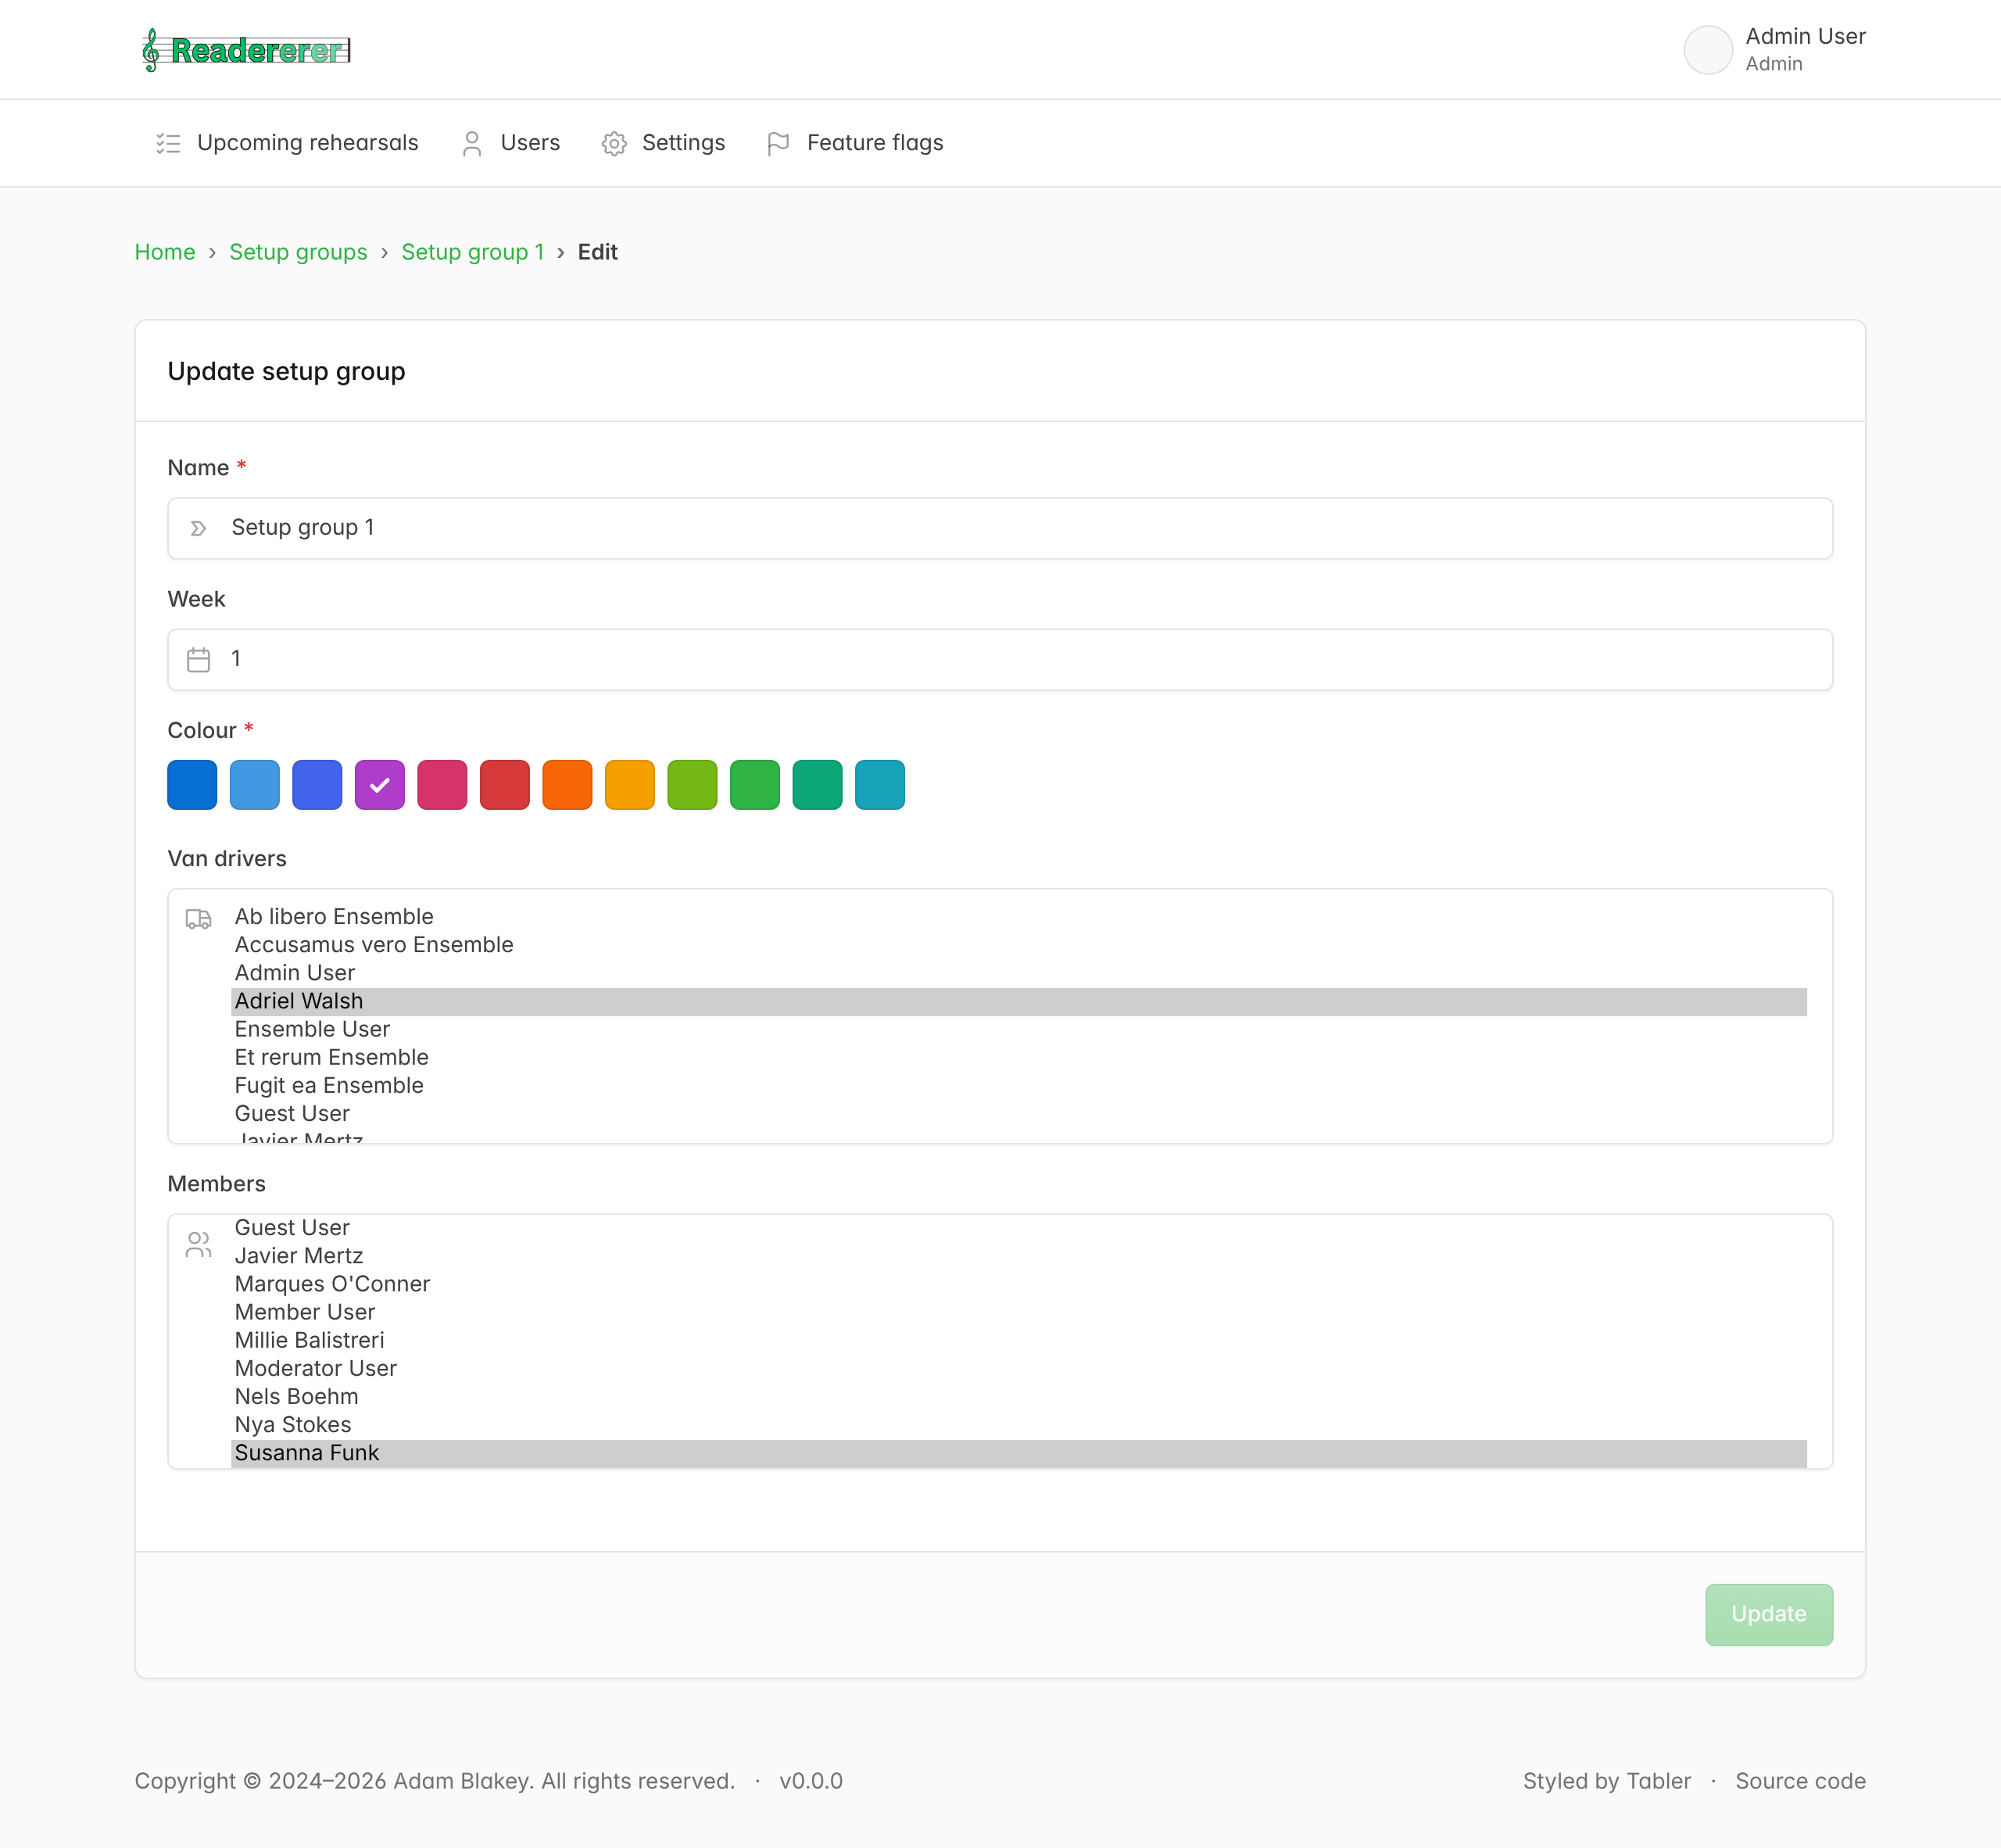 Readererer
Admin User
Admin
Upcoming rehearsals
Users
Settings
Feature flags
Home › Setup groups › Setup group 1 › Edit
Update setup group
Name *
Setup group 1
Week
1
Colour *
Van drivers
Ab libero Ensemble
Accusamus vero Ensemble
Admin User
Adriel Walsh
Ensemble User
Et rerum Ensemble
Fugit ea Ensemble
Guest User
Javier Mertz
Members
Guest User
Javier Mertz
Marques O'Conner
Member User
Millie Balistreri
Moderator User
Nels Boehm
Nya Stokes
Susanna Funk
Update
Copyright © 2024–2026 Adam Blakey. All rights reserved. · v0.0.0
Styled by Tabler · Source code